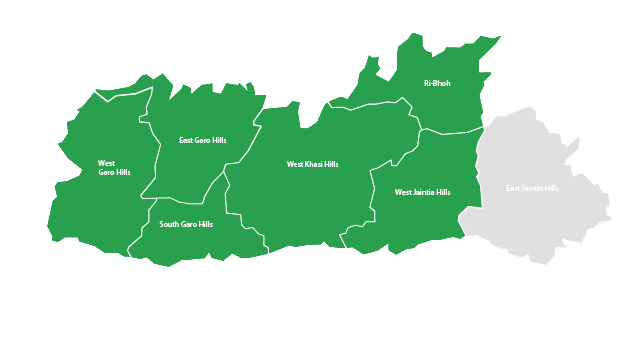 Ri-Bhoh
East Garo Hills
West
Garo Hills
West Khasi Hills
East Jaintia Hills
West Jaintia Hills
South Garo Hills